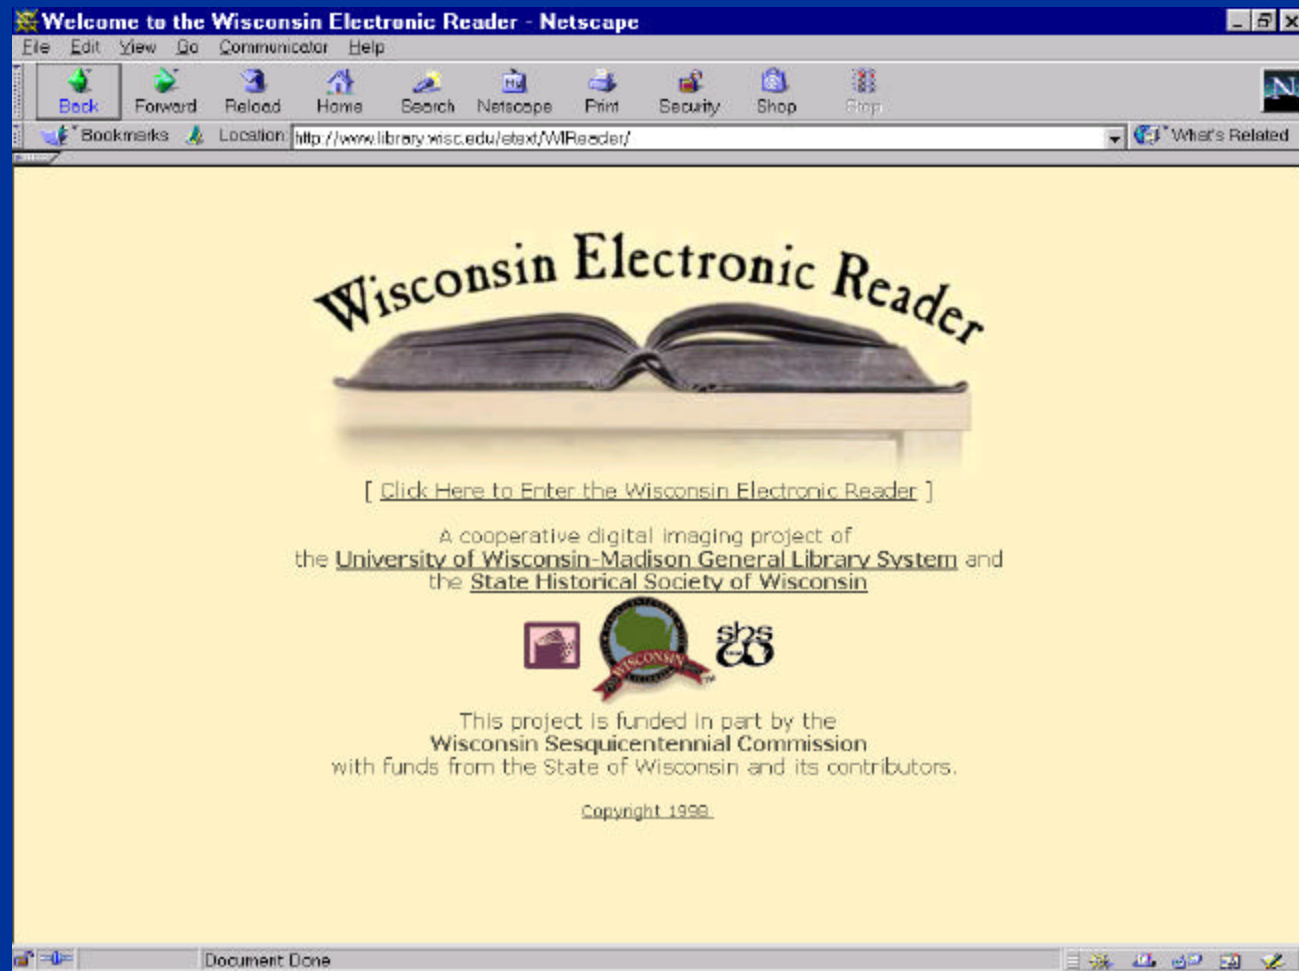 Welcome to the Wisconsin Electronic Reader - Netscape
File Edit View Go Communicator Help
Back Forward Reload Home Search Netscape Print Security Shop Stop
Bookmarks Location: http://www.library.wisc.edu/etext/WIReader/ What's Related
Wisconsin Electronic Reader
[ Click Here to Enter the Wisconsin Electronic Reader ]
A cooperative digital imaging project of
the University of Wisconsin-Madison General Library System and
the State Historical Society of Wisconsin
WISCONSIN
shs
This project is funded in part by the
Wisconsin Sesquicentennial Commission
with funds from the State of Wisconsin and its contributors.
Copyright 1998.
Document Done